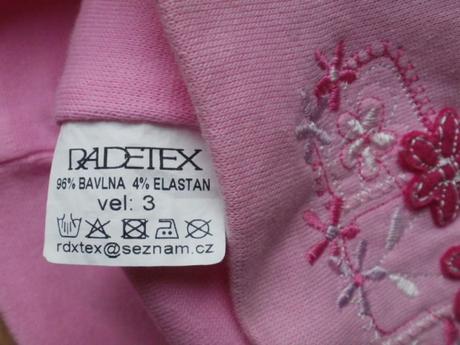 RADETEX
96% BAVLNA 4% ELASTAN
vel: 3
rdxtex@seznam.cz